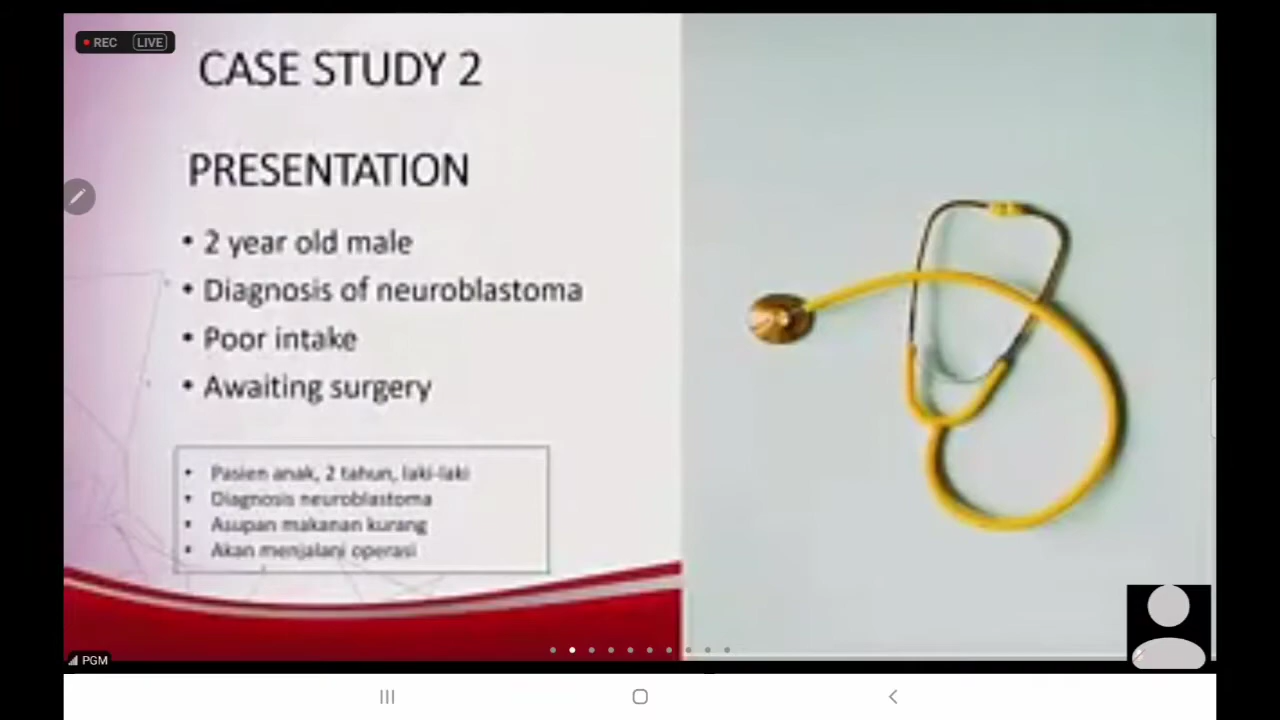 REC LIVE
CASE STUDY 2
PRESENTATION
• 2 year old male
• Diagnosis of neuroblastoma
• Poor intake
• Awaiting surgery
• Pasien anak, 2 tahun, laki-laki
• Diagnosis neuroblastoma
• Asupan makanan kurang
• Akan menjalani operasi
PGM